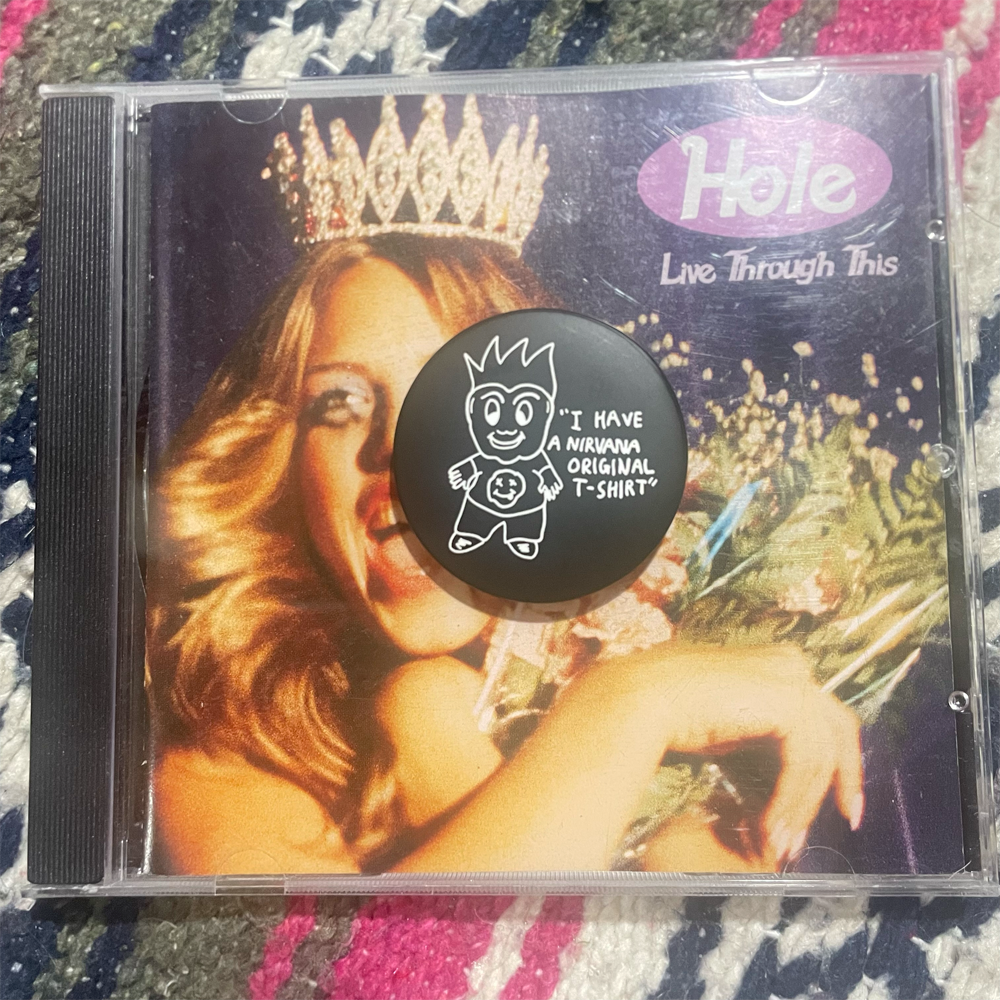 Hole
Live Through This
"I HAVE
A NIRVANA
ORIGINAL
T-SHIRT"